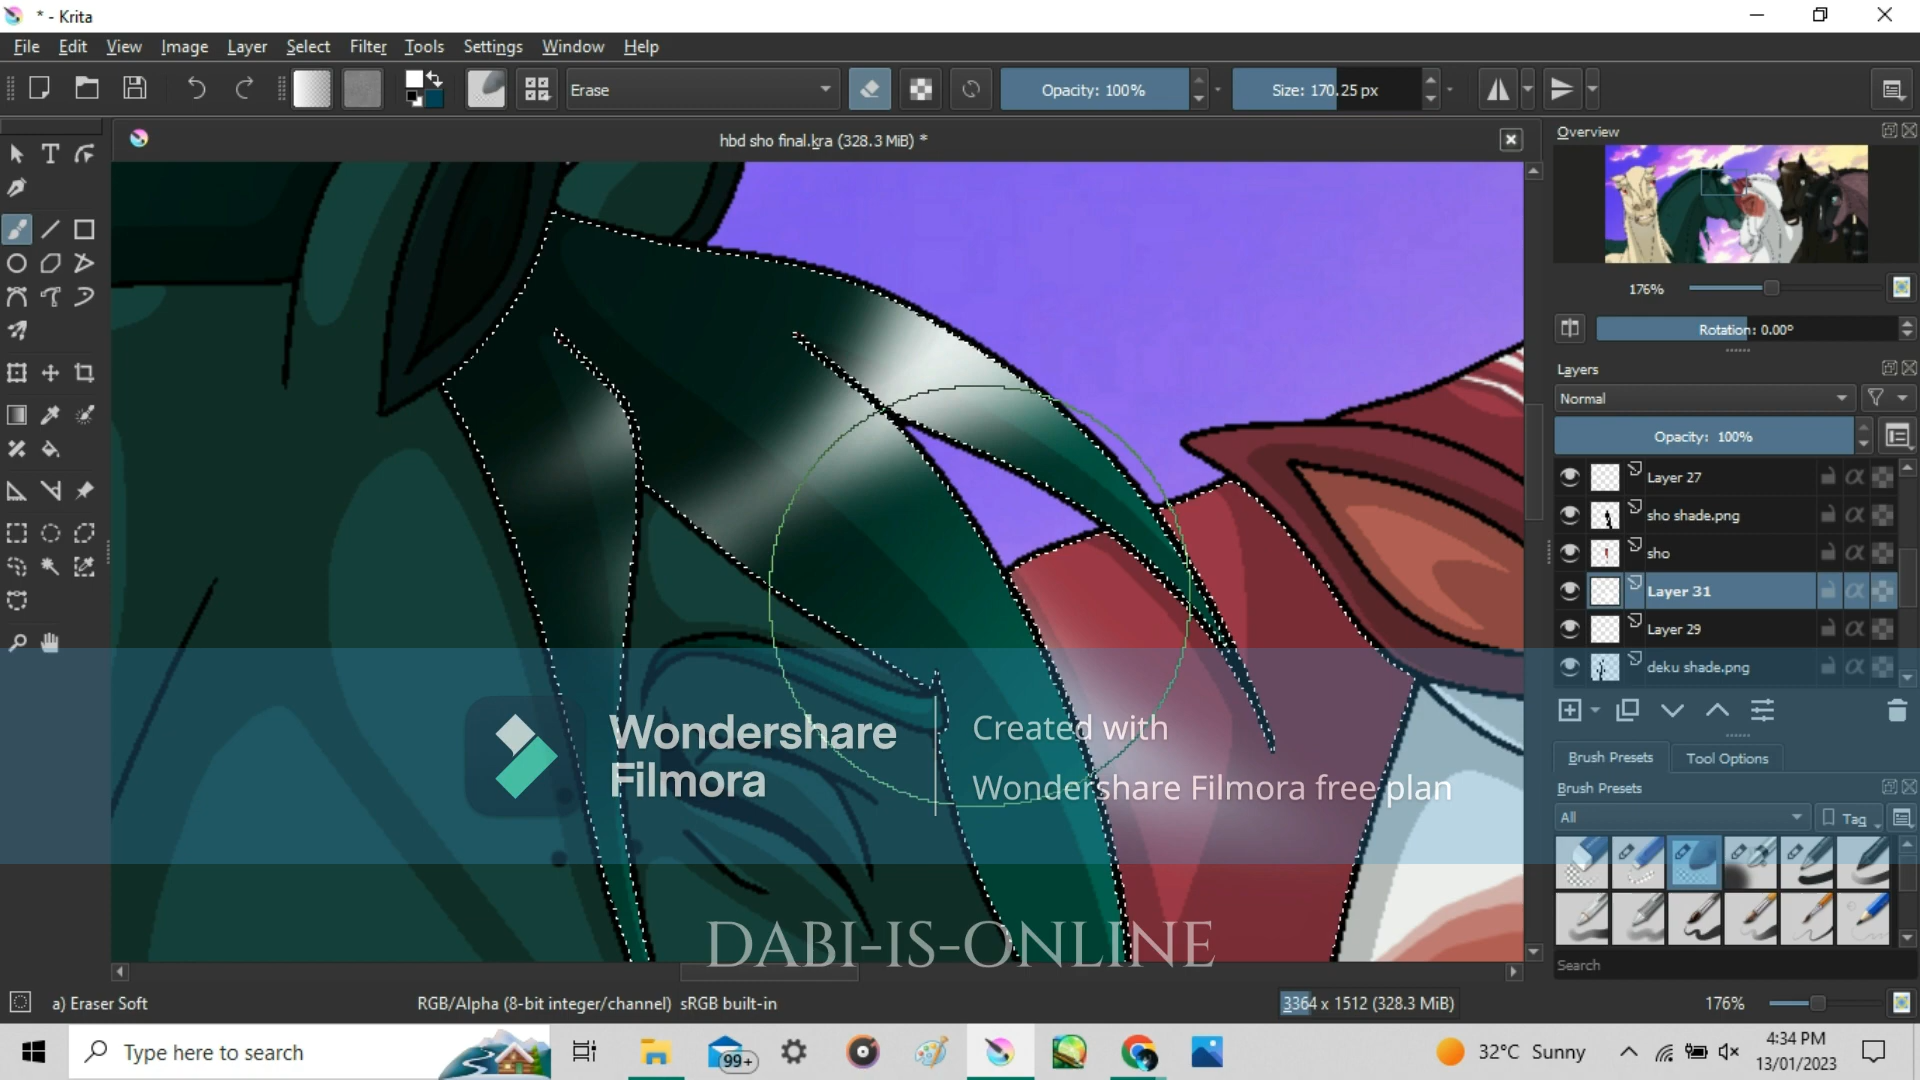 * - Krita
File Edit View Image Layer Select Filter Tools Settings Window Help
Erase Opacity: 100% Size: 170.25 px
hbd sho final.kra (328.3 MiB) *
Overview
176%
Rotation: 0.00°
Layers
Normal
Opacity: 100%
Layer 27
sho shade.png
sho
Layer 31
Layer 29
deku shade.png
Brush Presets Tool Options
Brush Presets
All Tag
Search
Wondershare
Filmora
Created with
Wondershare Filmora free plan
DABI-IS-ONLINE
a) Eraser Soft RGB/Alpha (8-bit integer/channel) sRGB built-in 3364 x 1512 (328.3 MiB) 176%
Type here to search 99+ 32°C Sunny 4:34 PM
13/01/2023